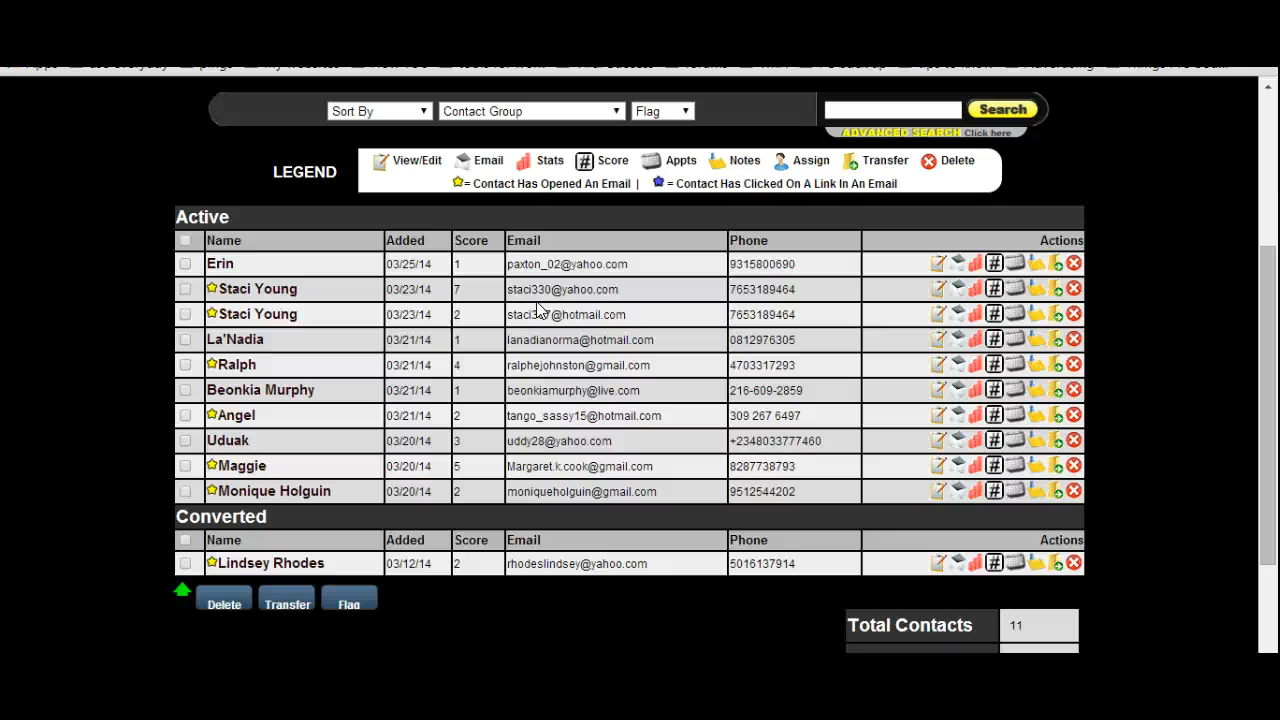 Sort By Contact Group Flag Search
ADVANCED SEARCH Click here
LEGEND View/Edit Email Stats # Score Appts Notes Assign Transfer Delete
= Contact Has Opened An Email | = Contact Has Clicked On A Link In An Email
Active
Name Added Score Email Phone Actions
Erin 03/25/14 1 paxton_02@yahoo.com 9315800690 #
Staci Young 03/23/14 7 staci330@yahoo.com 7653189464 #
Staci Young 03/23/14 2 7653189464 #
La'Nadia 03/21/14 1 lanadianorma@hotmail.com 0812976305 #
Ralph 03/21/14 4 ralphejohnston@gmail.com 4703317293 #
Beonkia Murphy 03/21/14 1 beonkiamurphy@live.com 216-609-2859 #
Angel 03/21/14 2 tango_sassy15@hotmail.com 309 267 6497 #
Uduak 03/20/14 3 uddy28@yahoo.com +2348033777460 #
Maggie 03/20/14 5 Margaret.k.cook@gmail.com 8287738793 #
Monique Holguin 03/20/14 2 moniqueholguin@gmail.com 9512544202 #
Converted
Name Added Score Email Phone Actions
Lindsey Rhodes 03/12/14 2 rhodeslindsey@yahoo.com 5016137914 #
Delete Transfer Flag
Total Contacts 11